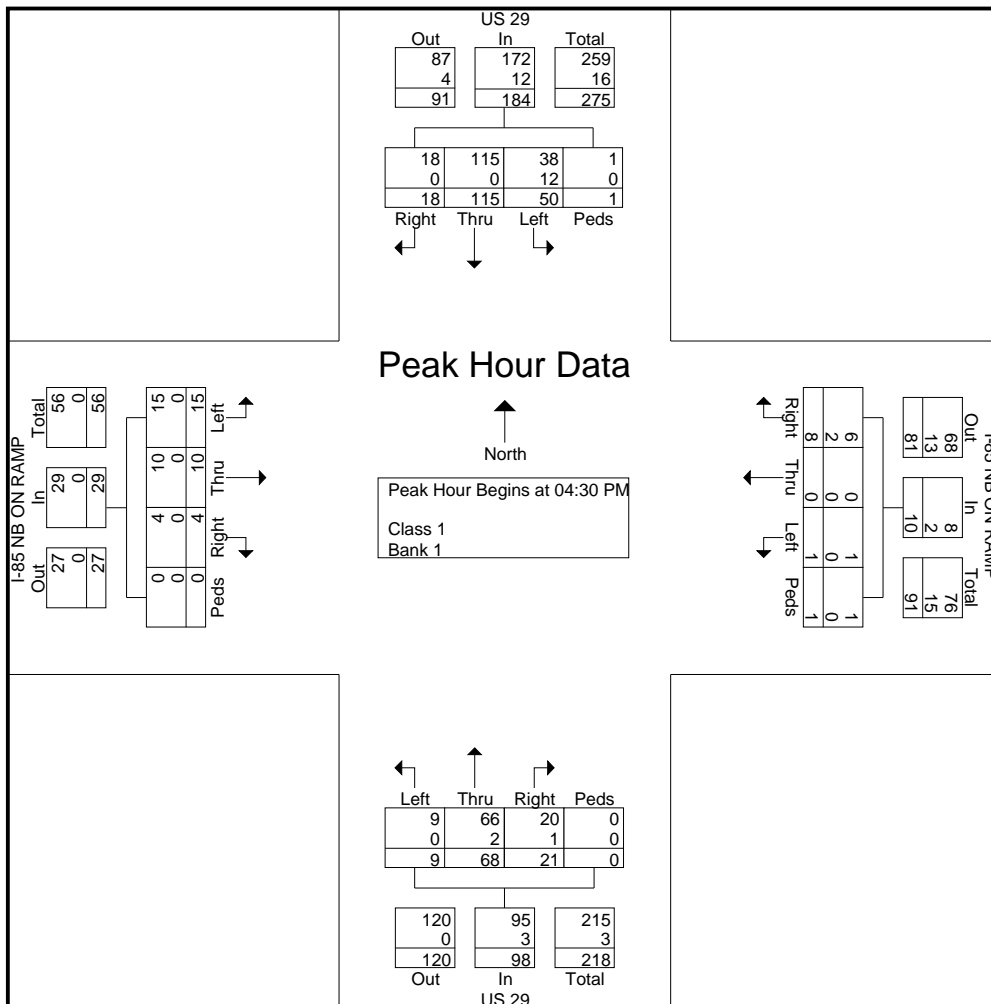 US 29
Out In Total
87 172 259
4 12 16
91 184 275
18 115 38 1
0 0 12 0
18 115 50 1
Right Thru Left Peds
Peak Hour Data
North
Peak Hour Begins at 04:30 PM
Class 1
Bank 1
I-85 NB ON RAMP
Out In Total
27 29 56
0 0 0
27 29 56
Left Thru Right Peds
15 10 4 0
0 0 0 0
15 10 4 0
Right Thru Left Peds
6 0 1 1
2 0 0 0
8 0 1 1
I-85 NB ON RAMP
Out In Total
68 8 76
13 2 15
81 10 91
Left Thru Right Peds
9 66 20 0
0 2 1 0
9 68 21 0
120 95 215
0 3 3
120 98 218
Out In Total
US 29